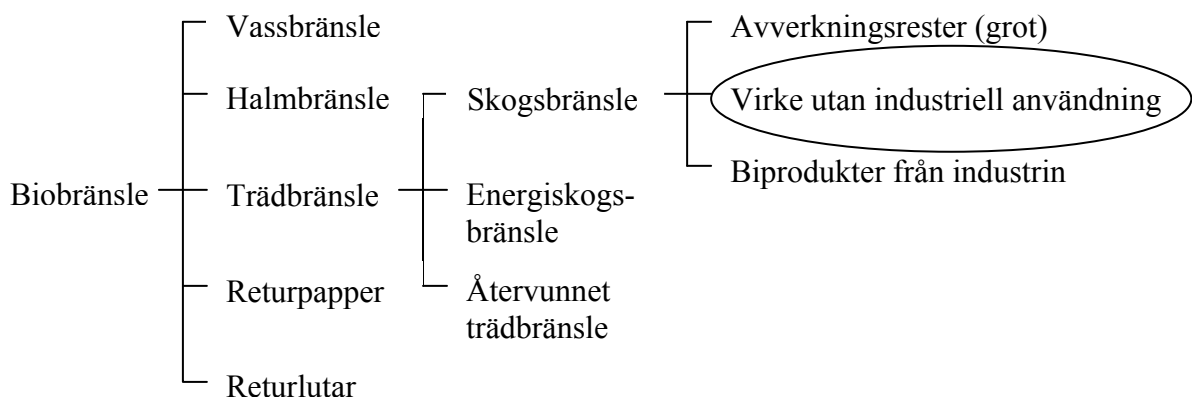 Biobränsle
Vassbränsle
Halmbränsle
Trädbränsle
Returpapper
Returlutar
Skogsbränsle
Energiskogs-
bränsle
Återvunnet
trädbränsle
Avverkningsrester (grot)
Virke utan industriell användning
Biprodukter från industrin